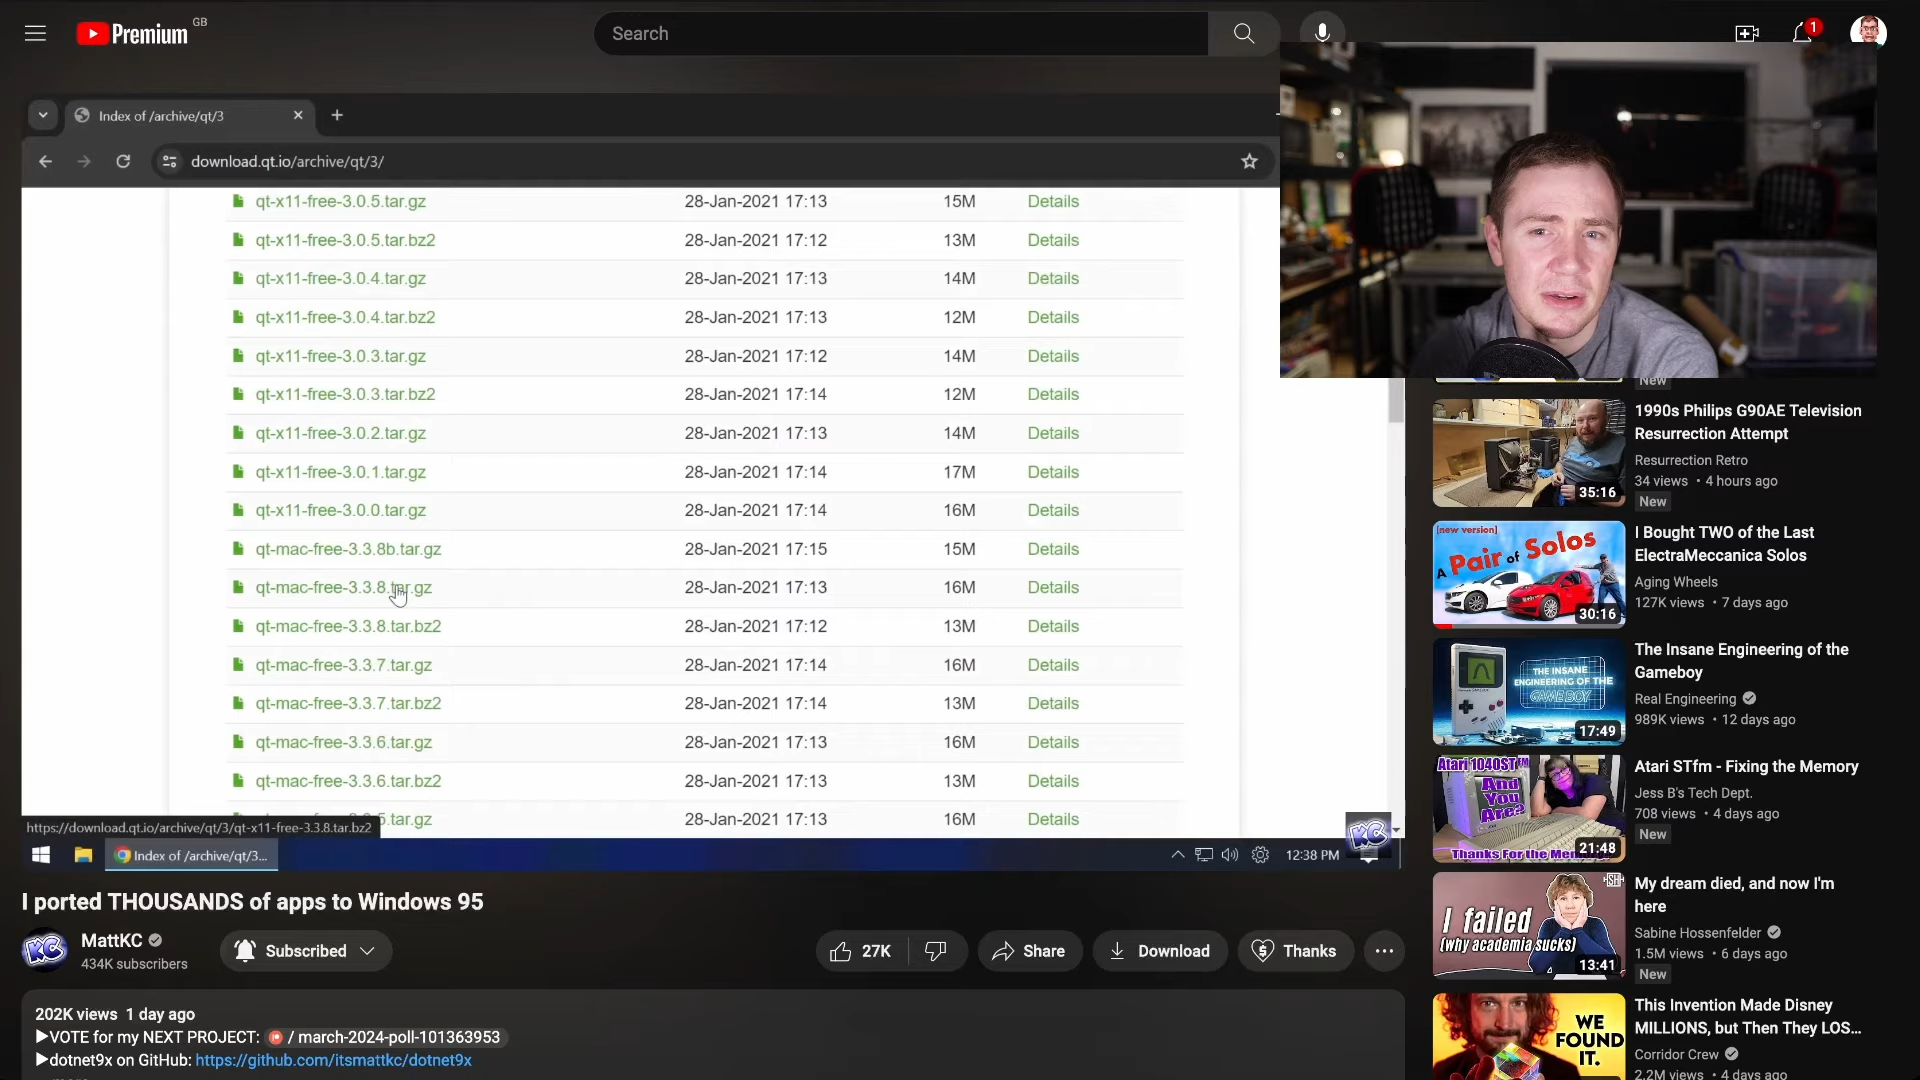 Premium GB
Search
1
Index of /archive/qt/3
download.qt.io/archive/qt/3/
qt-x11-free-3.0.5.tar.gz 28-Jan-2021 17:13 15M Details
qt-x11-free-3.0.5.tar.bz2 28-Jan-2021 17:12 13M Details
qt-x11-free-3.0.4.tar.gz 28-Jan-2021 17:13 14M Details
qt-x11-free-3.0.4.tar.bz2 28-Jan-2021 17:13 12M Details
qt-x11-free-3.0.3.tar.gz 28-Jan-2021 17:12 14M Details
qt-x11-free-3.0.3.tar.bz2 28-Jan-2021 17:14 12M Details
qt-x11-free-3.0.2.tar.gz 28-Jan-2021 17:13 14M Details
qt-x11-free-3.0.1.tar.gz 28-Jan-2021 17:14 17M Details
qt-x11-free-3.0.0.tar.gz 28-Jan-2021 17:14 16M Details
qt-mac-free-3.3.8b.tar.gz 28-Jan-2021 17:15 15M Details
qt-mac-free-3.3.8.tar.gz 28-Jan-2021 17:13 16M Details
qt-mac-free-3.3.8.tar.bz2 28-Jan-2021 17:12 13M Details
qt-mac-free-3.3.7.tar.gz 28-Jan-2021 17:14 16M Details
qt-mac-free-3.3.7.tar.bz2 28-Jan-2021 17:14 13M Details
qt-mac-free-3.3.6.tar.gz 28-Jan-2021 17:13 16M Details
qt-mac-free-3.3.6.tar.bz2 28-Jan-2021 17:13 13M Details
5.tar.gz 28-Jan-2021 17:13 16M Details
https://download.qt.io/archive/qt/3/qt-x11-free-3.3.8.tar.bz2
Index of /archive/qt/3...
12:38 PM
KC
I ported THOUSANDS of apps to Windows 95
KC
MattKC
434K subscribers
Subscribed
27K
Share
Download
Thanks
202K views 1 day ago
▶VOTE for my NEXT PROJECT: / march-2024-poll-101363953
▶dotnet9x on GitHub: https://github.com/itsmattkc/dotnet9x
New
35:16
1990s Philips G90AE Television
Resurrection Attempt
Resurrection Retro
34 views • 4 hours ago
New
[new version]
A Pair of Solos
30:16
I Bought TWO of the Last
ElectraMeccanica Solos
Aging Wheels
127K views • 7 days ago
THE INSANE
ENGINEERING OF THE
GAMEBOY
17:49
The Insane Engineering of the
Gameboy
Real Engineering
989K views • 12 days ago
Atari 1040STFM
And
You
Are?
Thanks For the Memories
21:48
Atari STfm - Fixing the Memory
Jess B's Tech Dept.
708 views • 4 days ago
New
SH
I failed
(why academia sucks)
13:41
My dream died, and now I'm
here
Sabine Hossenfelder
1.5M views • 6 days ago
New
WE
FOUND
IT.
This Invention Made Disney
MILLIONS, but Then They LOS...
Corridor Crew
2.2M views • 4 days ago